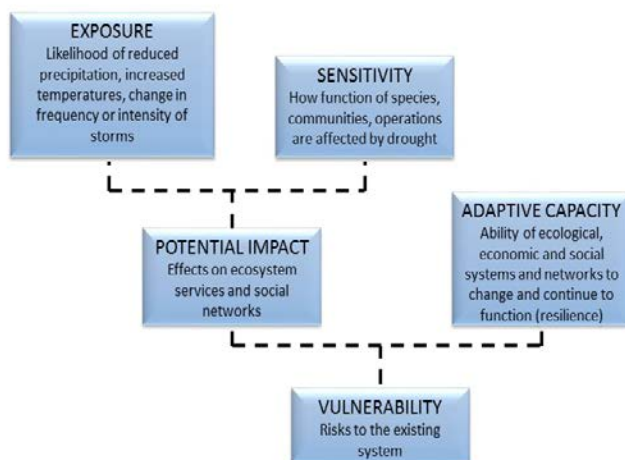 EXPOSURE
Likelihood of reduced
precipitation, increased
temperatures, change in
frequency or intensity of
storms
SENSITIVITY
How function of species,
communities, operations
are affected by drought
POTENTIAL IMPACT
Effects on ecosystem
services and social
networks
ADAPTIVE CAPACITY
Ability of ecological,
economic and social
systems and networks to
change and continue to
function (resilience)
VULNERABILITY
Risks to the existing
system